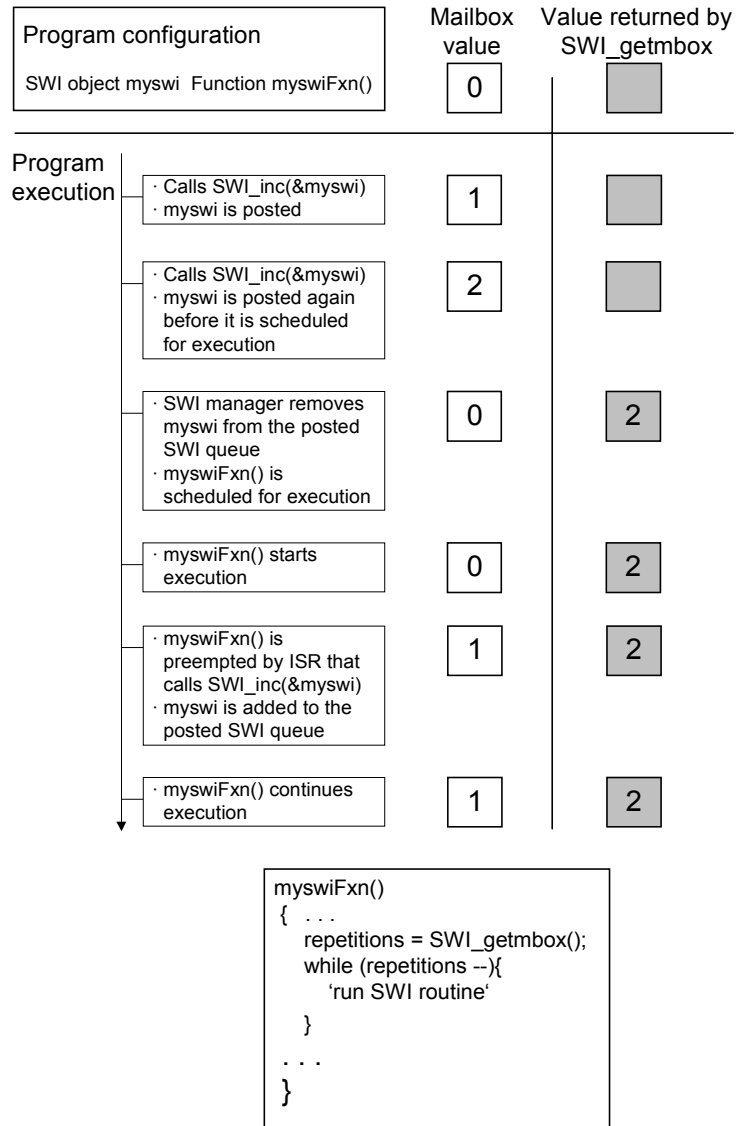 Program configuration
SWI object myswi Function myswiFxn()
Mailbox
value
Value returned by
SWI_getmbox
0
Program
execution
· Calls SWI_inc(&myswi)
· myswi is posted
1
· Calls SWI_inc(&myswi)
· myswi is posted again
before it is scheduled
for execution
2
· SWI manager removes
myswi from the posted
SWI queue
· myswiFxn() is
scheduled for execution
0
2
· myswiFxn() starts
execution
0
2
· myswiFxn() is
preempted by ISR that
calls SWI_inc(&myswi)
· myswi is added to the
posted SWI queue
1
2
· myswiFxn() continues
execution
1
2
myswiFxn()
{ . . .
repetitions = SWI_getmbox();
while (repetitions --){
‘run SWI routine‘
}
. . .
}